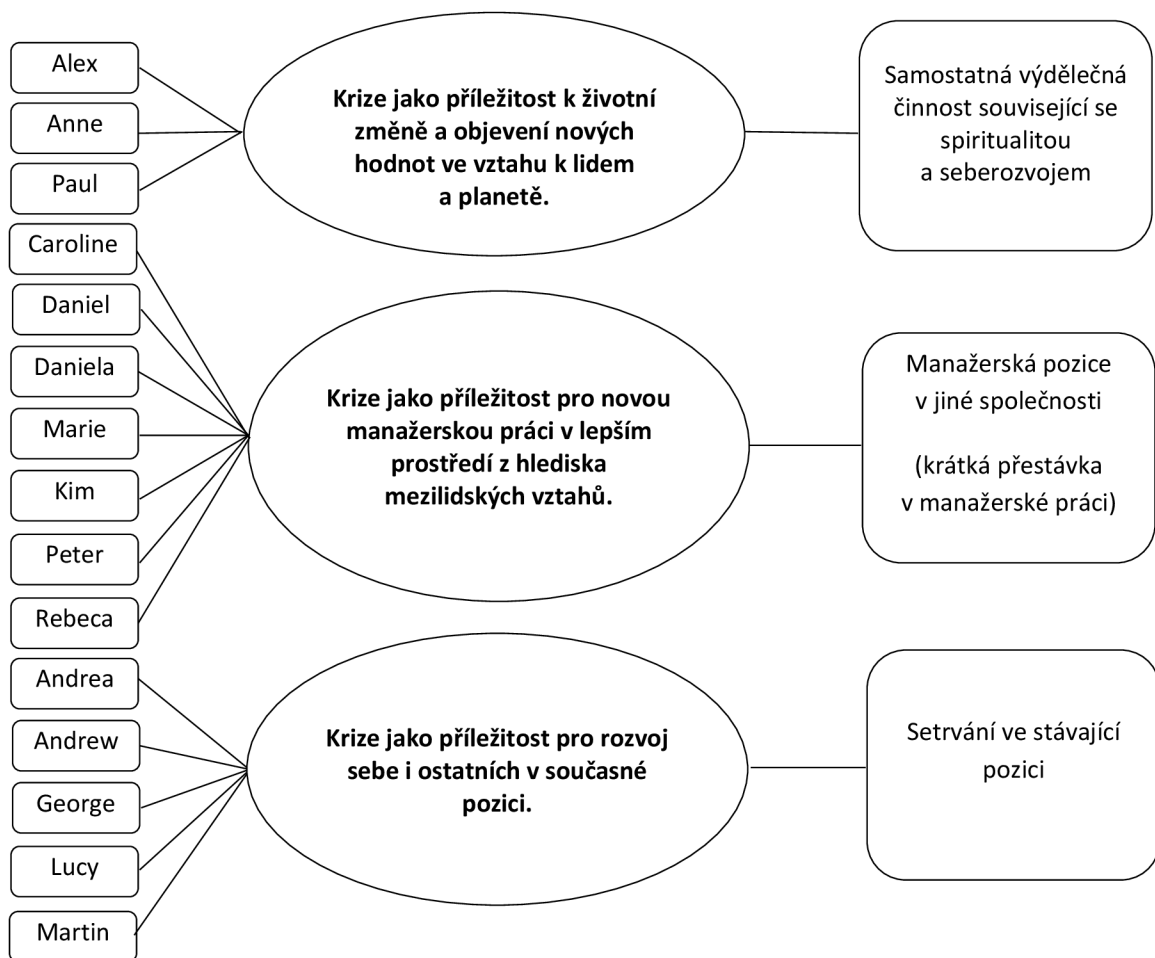 Alex
Anne
Paul
Caroline
Daniel
Daniela
Marie
Kim
Peter
Rebeca
Andrea
Andrew
George
Lucy
Martin
Krize jako příležitost k životní
změně a objevení nových
hodnot ve vztahu k lidem
a planetě.
Krize jako příležitost pro novou
manažerskou práci v lepším
prostředí z hlediska
mezilidských vztahů.
Krize jako příležitost pro rozvoj
sebe i ostatních v současné
pozici.
Samostatná výdělečná
činnost související se
spiritualitou
a seberozvojem
Manažerská pozice
v jiné společnosti
(krátká přestávka
v manažerské práci)
Setrvání ve stávající
pozici